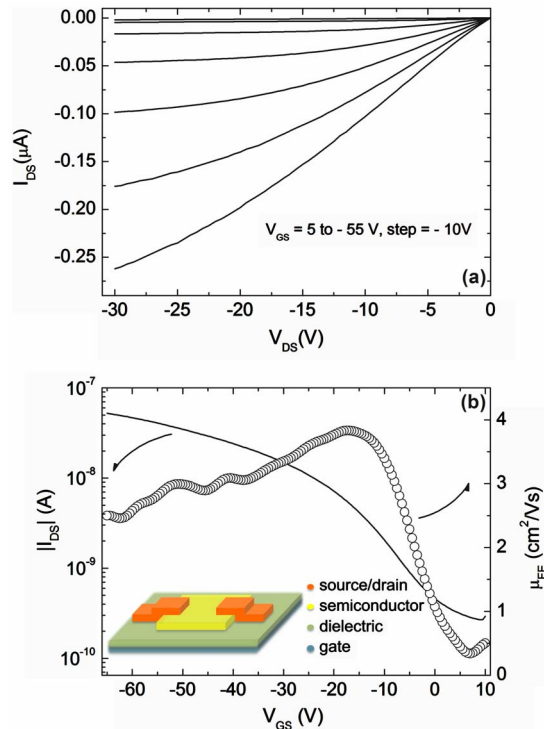 0.00
-0.05
-0.10
-0.15
-0.20
-0.25
I_DS(μA)
V_GS = 5 to - 55 V, step = - 10V
(a)
-30 -25 -20 -15 -10 -5 0
V_DS(V)
(b)
10^-7
10^-8
10^-9
10^-10
|I_DS| (A)
4
3
2
1
0
μ_FE (cm^2/Vs)
source/drain
semiconductor
dielectric
gate
-60 -50 -40 -30 -20 -10 0 10
V_GS (V)